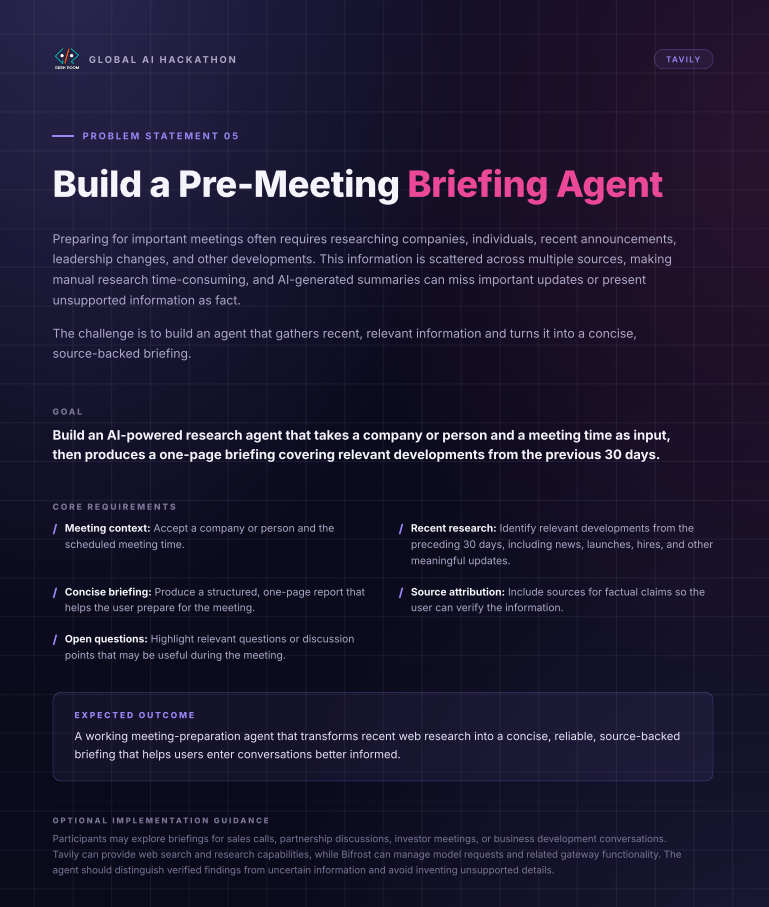 GEEK ROOM
GLOBAL AI HACKATHON
TAVILY
PROBLEM STATEMENT 05
Build a Pre-Meeting Briefing Agent
Preparing for important meetings often requires researching companies, individuals, recent announcements,
leadership changes, and other developments. This information is scattered across multiple sources, making
manual research time-consuming, and AI-generated summaries can miss important updates or present
unsupported information as fact.
The challenge is to build an agent that gathers recent, relevant information and turns it into a concise,
source-backed briefing.
GOAL
Build an AI-powered research agent that takes a company or person and a meeting time as input,
then produces a one-page briefing covering relevant developments from the previous 30 days.
CORE REQUIREMENTS
/ Meeting context: Accept a company or person and the
scheduled meeting time.
/ Recent research: Identify relevant developments from the
preceding 30 days, including news, launches, hires, and other
meaningful updates.
/ Concise briefing: Produce a structured, one-page report that
helps the user prepare for the meeting.
/ Source attribution: Include sources for factual claims so the
user can verify the information.
/ Open questions: Highlight relevant questions or discussion
points that may be useful during the meeting.
EXPECTED OUTCOME
A working meeting-preparation agent that transforms recent web research into a concise, reliable, source-backed
briefing that helps users enter conversations better informed.
OPTIONAL IMPLEMENTATION GUIDANCE
Participants may explore briefings for sales calls, partnership discussions, investor meetings, or business development conversations.
Tavily can provide web search and research capabilities, while Bifrost can manage model requests and related gateway functionality. The
agent should distinguish verified findings from uncertain information and avoid inventing unsupported details.